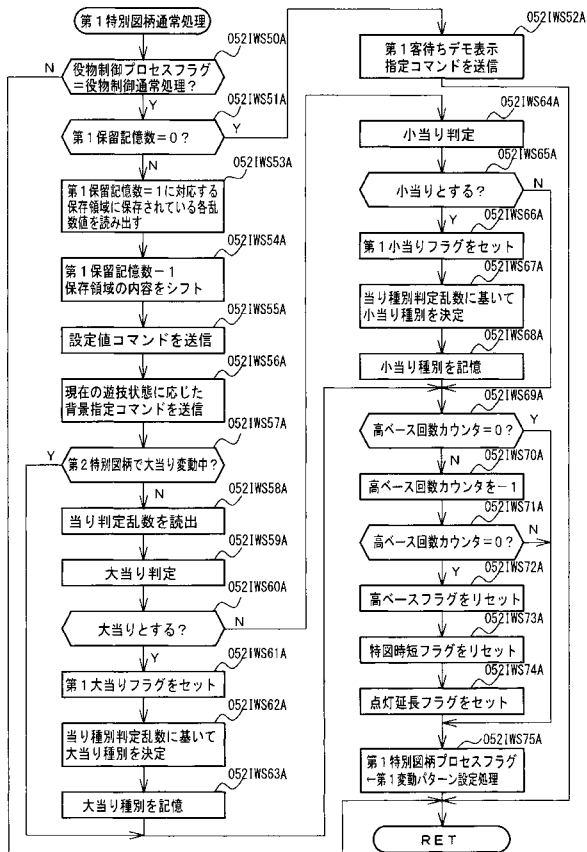 第1特別図柄通常処理
052IWS50A
N
役物制御プロセスフラグ
＝役物制御通常処理？
Y
052IWS51A
第1保留記憶数＝0？
Y
N
052IWS53A
第1保留記憶数＝1に対応する
保存領域に保存されている各乱
数値を読み出す
052IWS54A
第1保留記憶数－1
保存領域の内容をシフト
052IWS55A
設定値コマンドを送信
052IWS56A
現在の遊技状態に応じた
背景指定コマンドを送信
052IWS57A
Y
第2特別図柄で大当り変動中？
N
052IWS58A
当り判定乱数を読出
052IWS59A
大当り判定
052IWS60A
大当りとする？
N
Y
052IWS61A
第1大当りフラグをセット
052IWS62A
当り種別判定乱数に基いて
大当り種別を決定
052IWS63A
大当り種別を記憶
052IWS52A
第1客待ちデモ表示
指定コマンドを送信
052IWS64A
小当り判定
052IWS65A
小当りとする？
N
Y
052IWS66A
第1小当りフラグをセット
052IWS67A
当り種別判定乱数に基いて
小当り種別を決定
052IWS68A
小当り種別を記憶
052IWS69A
高ベース回数カウンタ＝0？
Y
N
052IWS70A
高ベース回数カウンタを－1
052IWS71A
高ベース回数カウンタ＝0？
N
Y
052IWS72A
高ベースフラグをリセット
052IWS73A
特図時短フラグをリセット
052IWS74A
点灯延長フラグをセット
052IWS75A
第1特別図柄プロセスフラグ
←第1変動パターン設定処理
RET